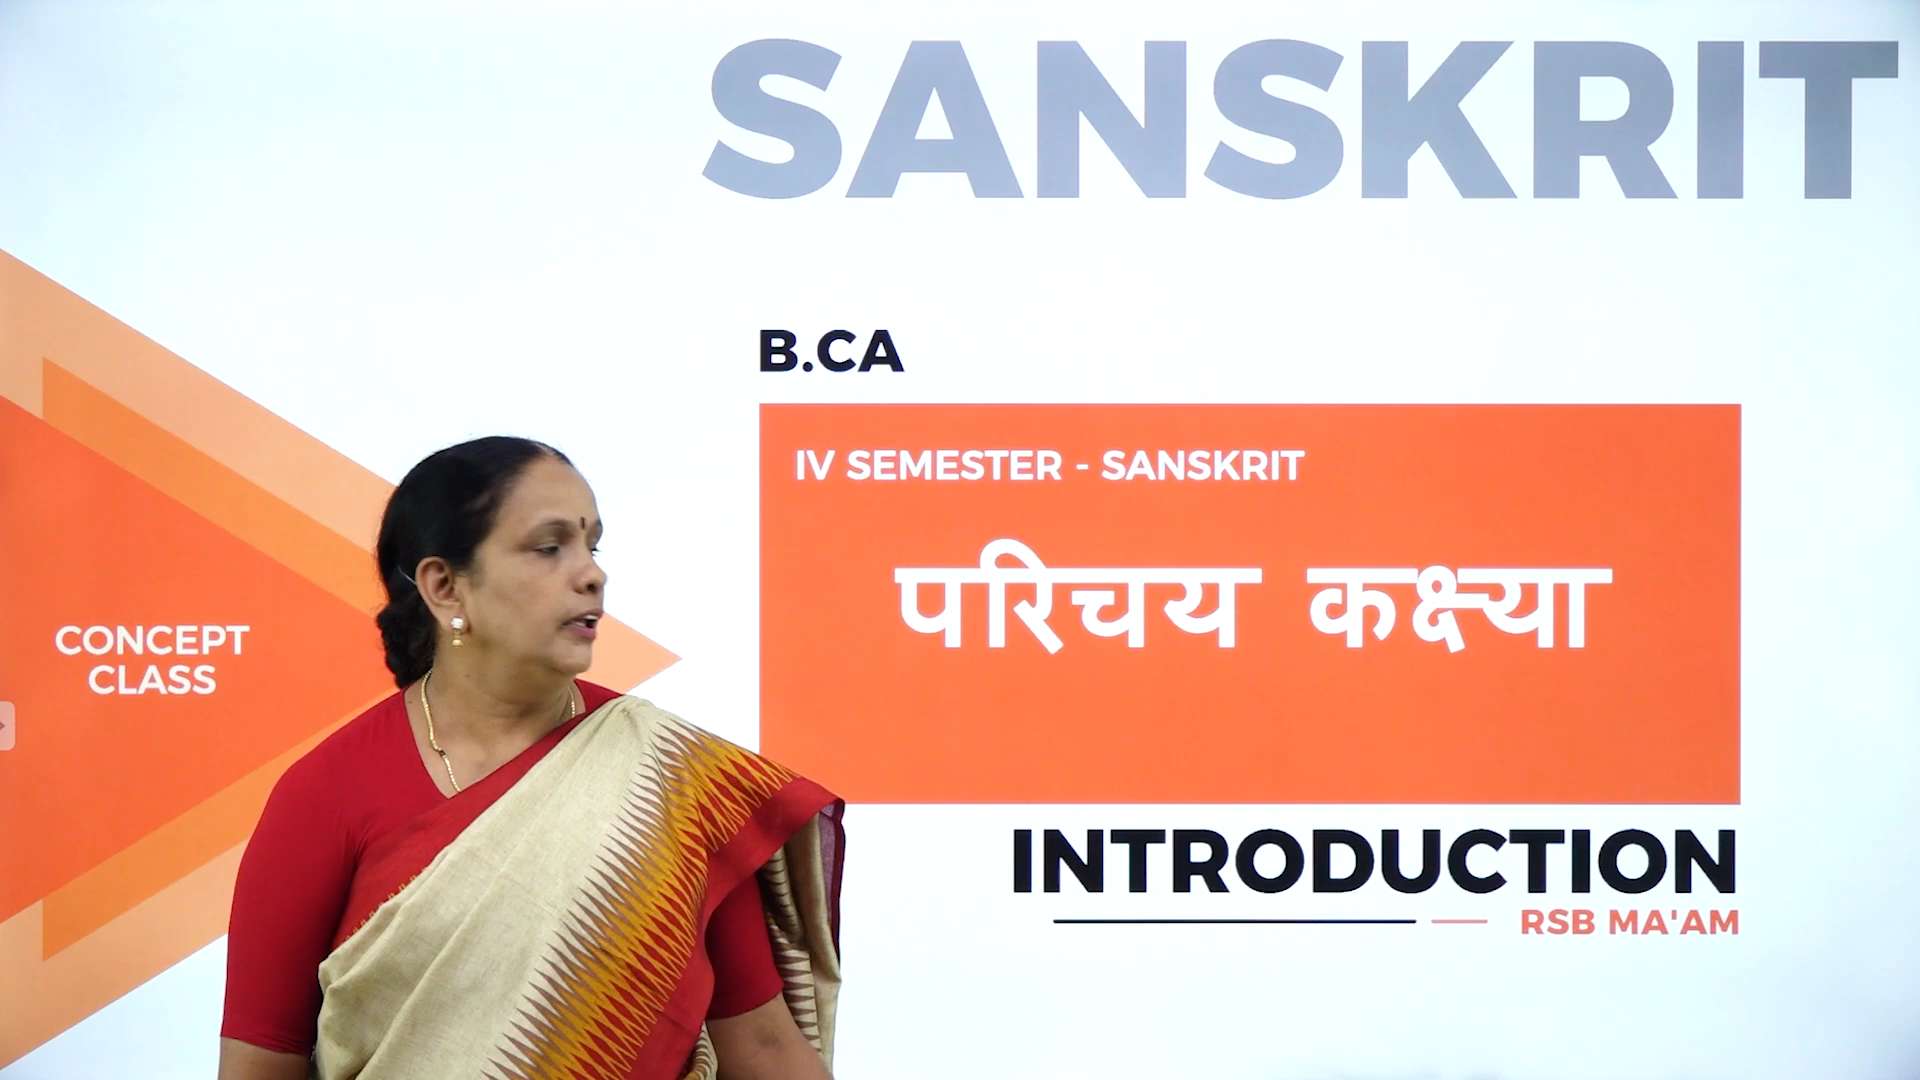 SANSKRIT
B.CA
IV SEMESTER - SANSKRIT
परिचय कक्ष्या
CONCEPT
CLASS
INTRODUCTION
RSB MA'AM